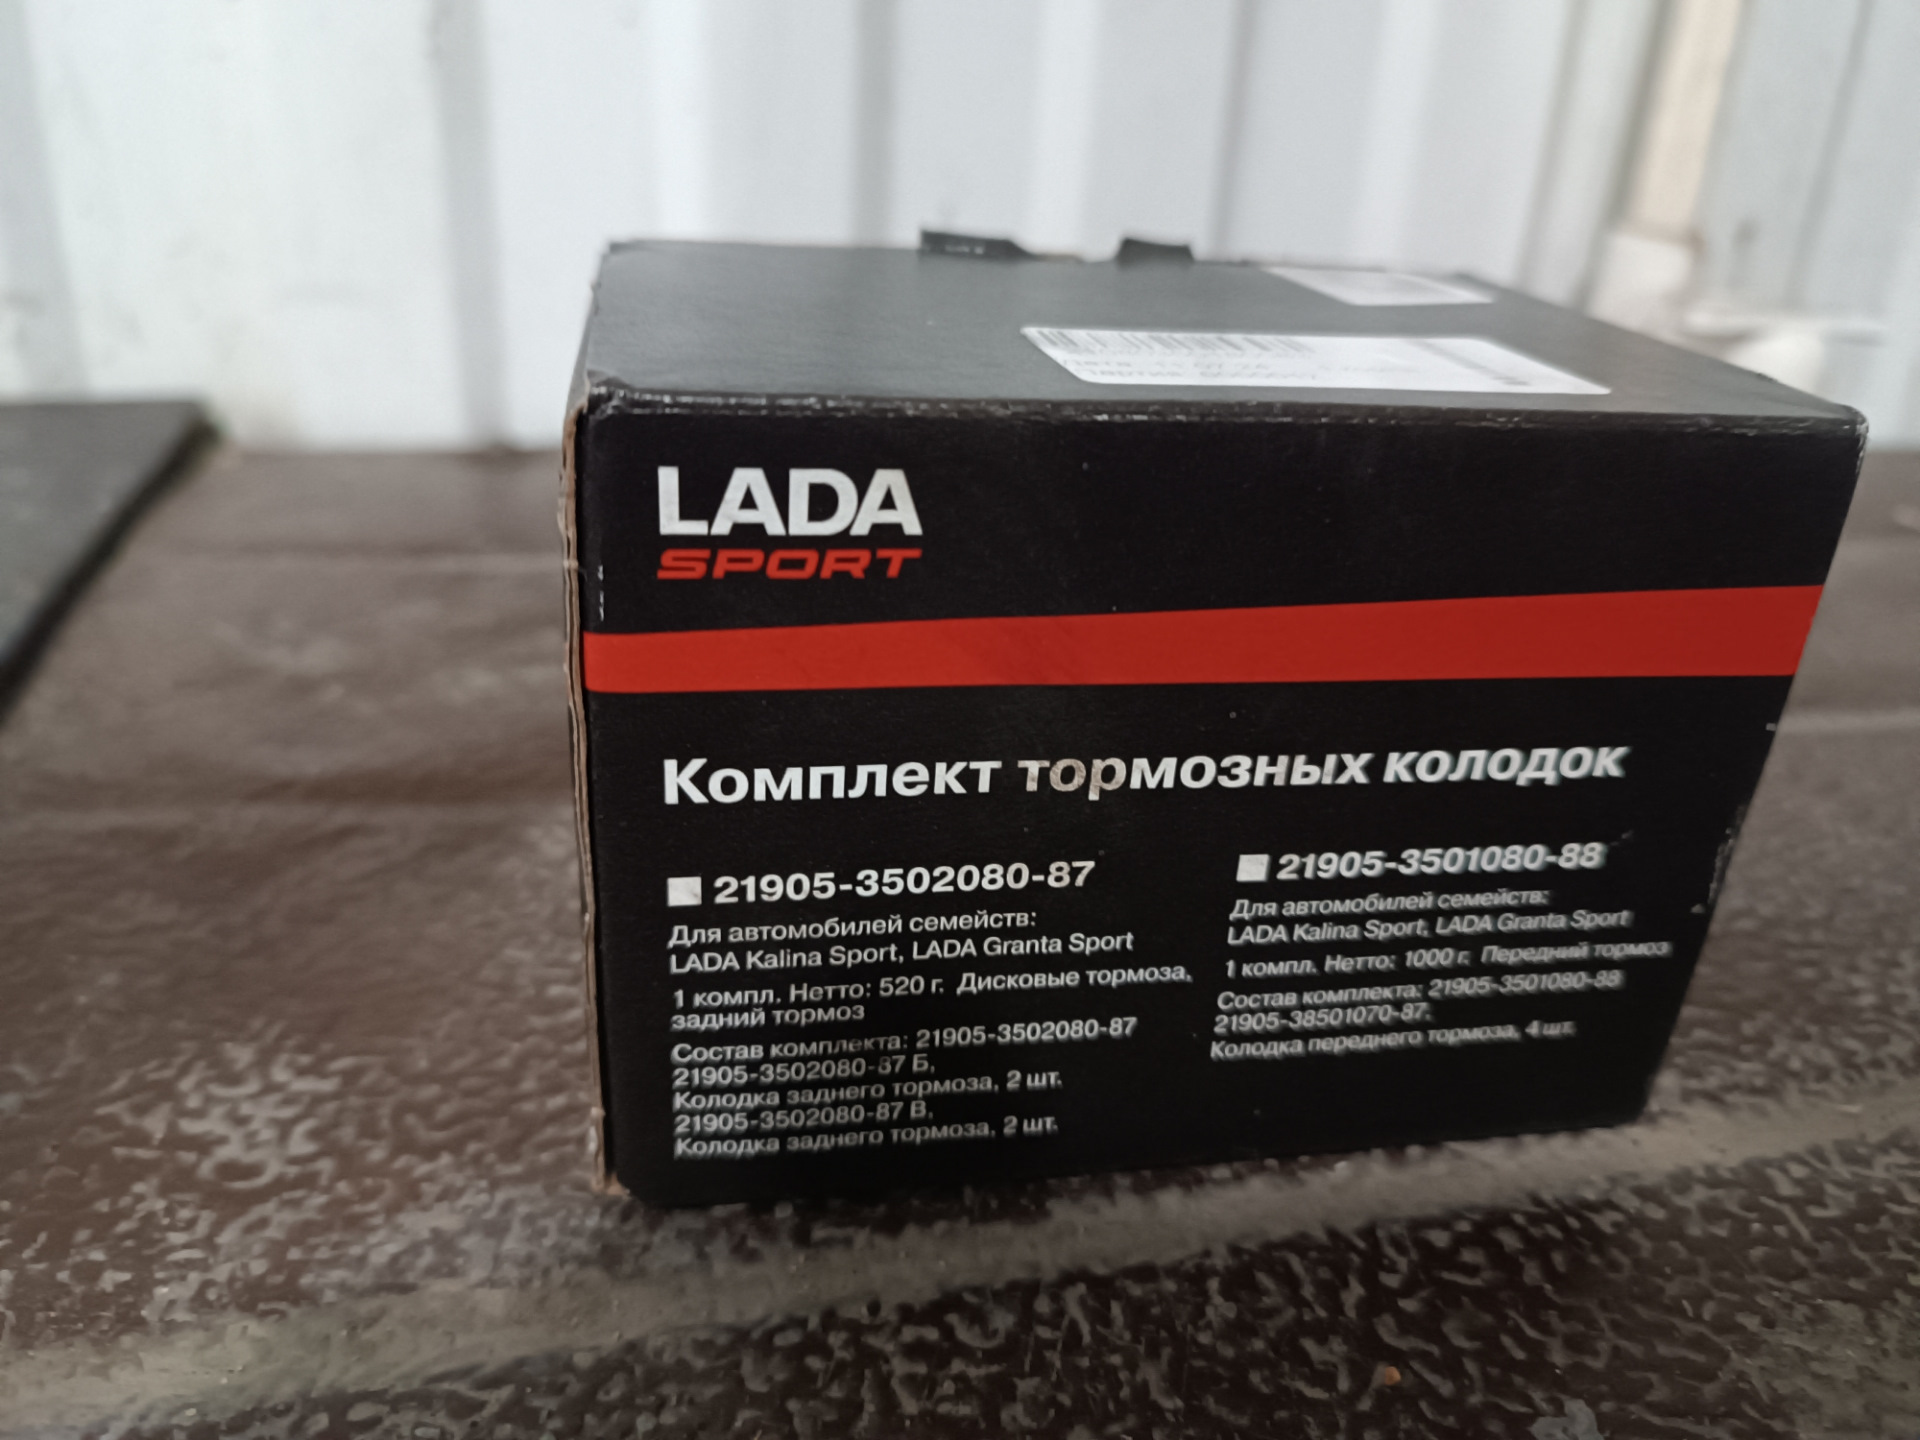 LADA
SPORT
Комплект тормозных колодок
21905-3502080-87
Для автомобилей семейств:
LADA Kalina Sport, LADA Granta Sport
1 компл. Нетто: 520 г. Дисковые тормоза,
задний тормоз
Состав комплекта: 21905-3502080-87
21905-3502080-87 Б,
Колодка заднего тормоза, 2 шт.
21905-3502080-87 В,
Колодка заднего тормоза, 2 шт.
21905-3501080-88
Для автомобилей семейств:
LADA Kalina Sport, LADA Granta Sport
1 компл. Нетто: 1000 г. Передний тормоз
Состав комплекта: 21905-3501080-88
21905-38501070-87,
Колодка переднего тормоза, 4 шт.